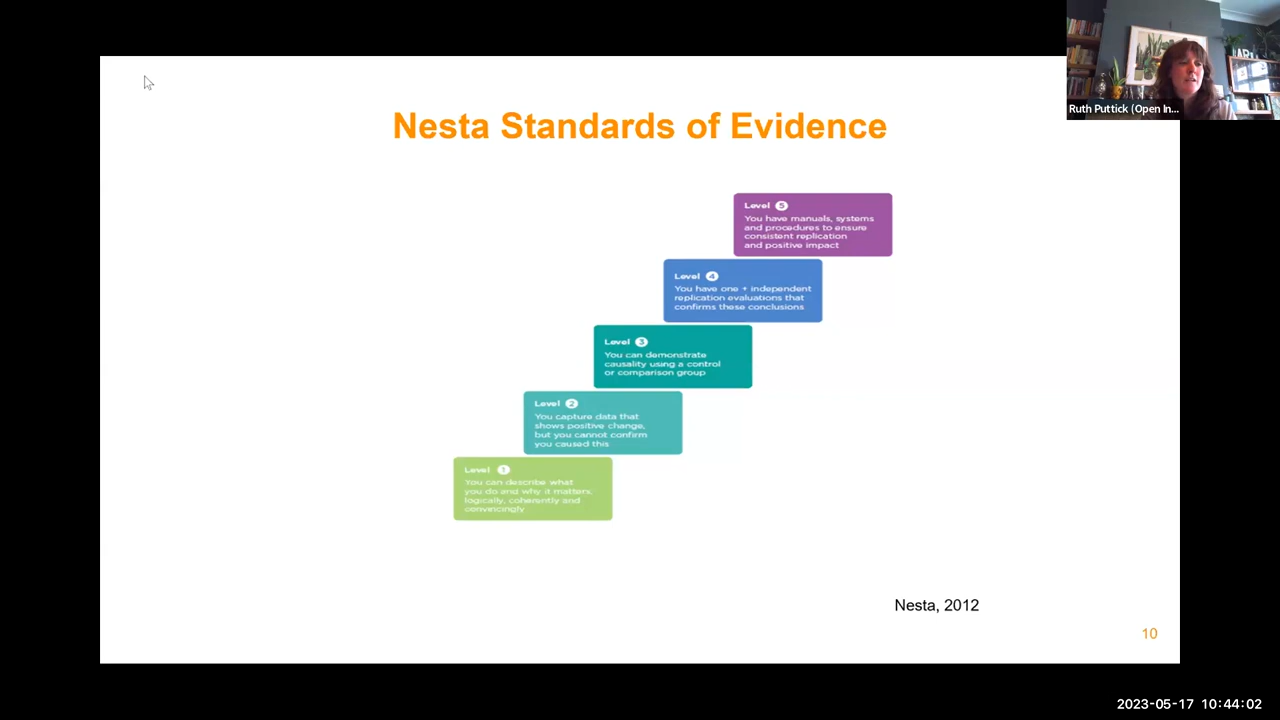 Ruth Puttick (Open In...
Nesta Standards of Evidence
Level 5
You have manuals, systems
and procedures to ensure
consistent replication
and positive impact
Level 4
You have one + independent
replication evaluations that
confirms these conclusions
Level 3
You can demonstrate
causality using a control
or comparison group
Level 2
You capture data that
shows positive change,
but you cannot confirm
you caused this
Level 1
You can describe what
you do and why it matters,
logically, coherently and
convincingly
Nesta, 2012
10
2023-05-17 10:44:02